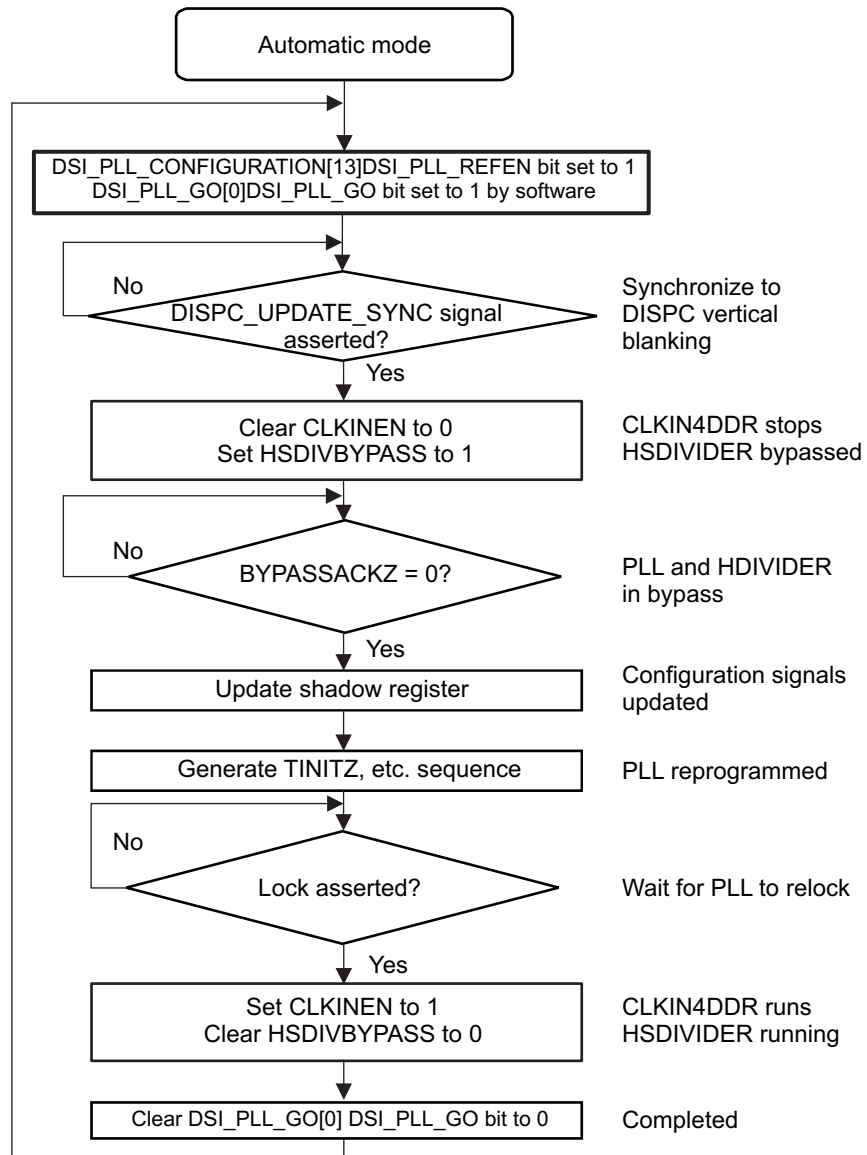 Automatic mode
DSI_PLL_CONFIGURATION[13]DSI_PLL_REFEN bit set to 1
DSI_PLL_GO[0]DSI_PLL_GO bit set to 1 by software
No
DISPC_UPDATE_SYNC signal
asserted?
Synchronize to
DISPC vertical
blanking
Yes
Clear CLKINEN to 0
Set HSDIVBYPASS to 1
CLKIN4DDR stops
HSDIVIDER bypassed
No
BYPASSACKZ = 0?
PLL and HDIVIDER
in bypass
Yes
Update shadow register
Configuration signals
updated
Generate TINITZ, etc. sequence
PLL reprogrammed
No
Lock asserted?
Wait for PLL to relock
Yes
Set CLKINEN to 1
Clear HSDIVBYPASS to 0
CLKIN4DDR runs
HSDIVIDER running
Clear DSI_PLL_GO[0] DSI_PLL_GO bit to 0
Completed